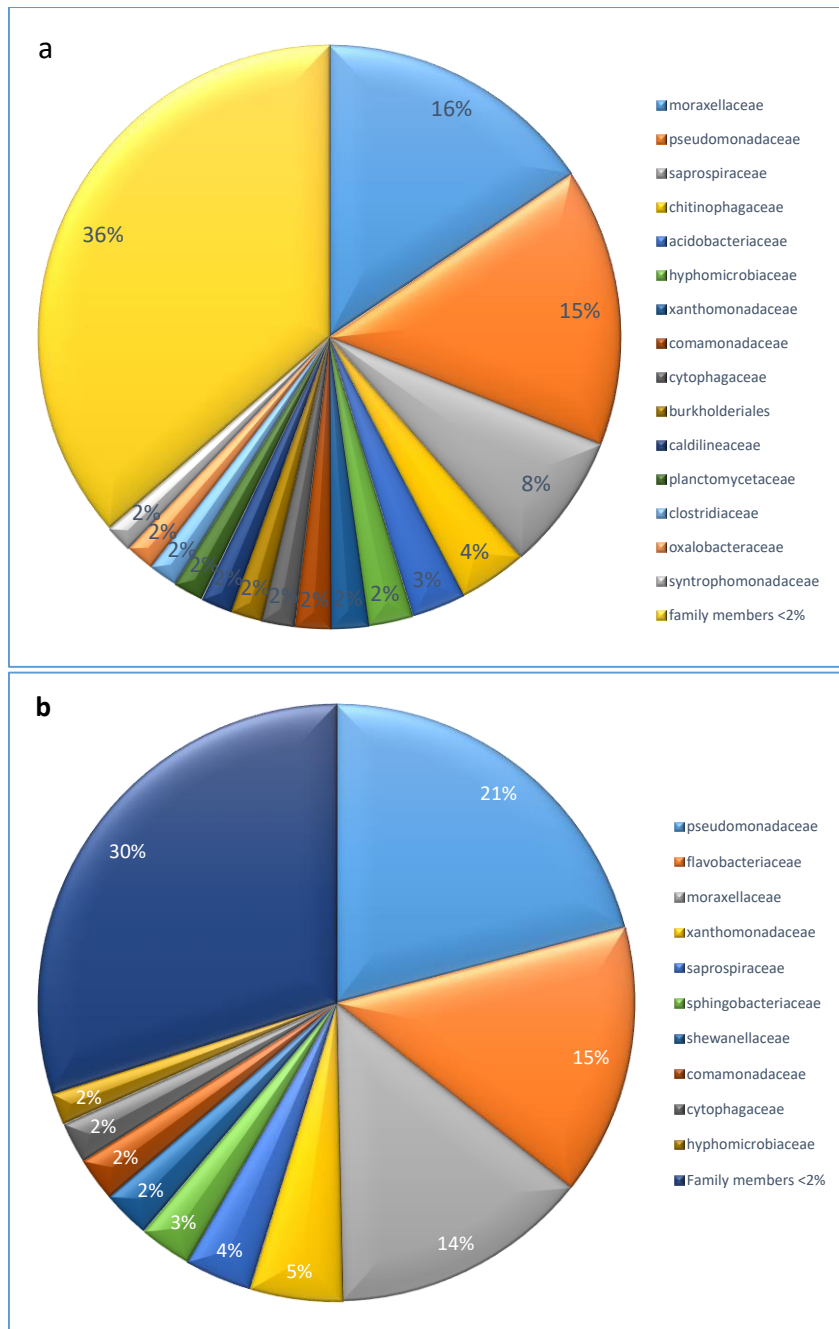 a
16%
15%
8%
4%
3%
2%
2%
2%
2%
2%
2%
2%
2%
2%
2%
36%
moraxellaceae
pseudomonadaceae
saprospiraceae
chitinophagaceae
acidobacteriaceae
hyphomicrobiaceae
xanthomonadaceae
comamonadaceae
cytophagaceae
burkholderiales
caldilineaceae
planctomycetaceae
clostridiaceae
oxalobacteraceae
syntrophomonadaceae
family members <2%
b
21%
15%
14%
5%
4%
3%
2%
2%
2%
2%
30%
pseudomonadaceae
flavobacteriaceae
moraxellaceae
xanthomonadaceae
saprospiraceae
sphingobacteriaceae
shewanellaceae
comamonadaceae
cytophagaceae
hyphomicrobiaceae
Family members <2%